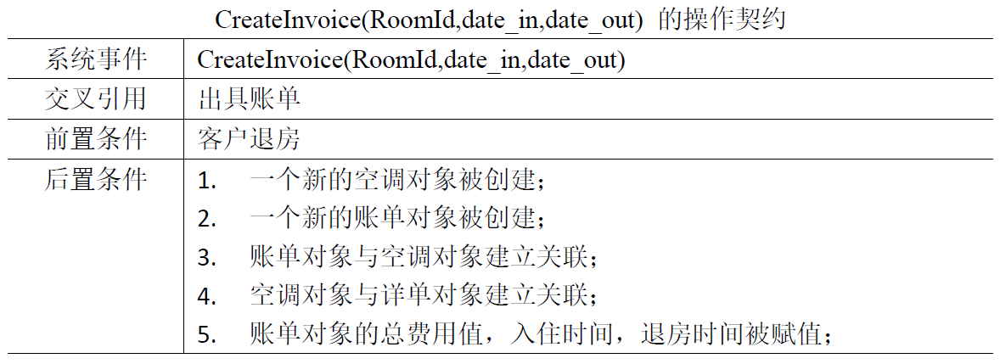 CreateInvoice(RoomId,date_in,date_out) 的操作契约
系统事件 CreateInvoice(RoomId,date_in,date_out)
交叉引用 出具账单
前置条件 客户退房
后置条件 1. 一个新的空调对象被创建；
2. 一个新的账单对象被创建；
3. 账单对象与空调对象建立关联；
4. 空调对象与详单对象建立关联；
5. 账单对象的总费用值，入住时间，退房时间被赋值；